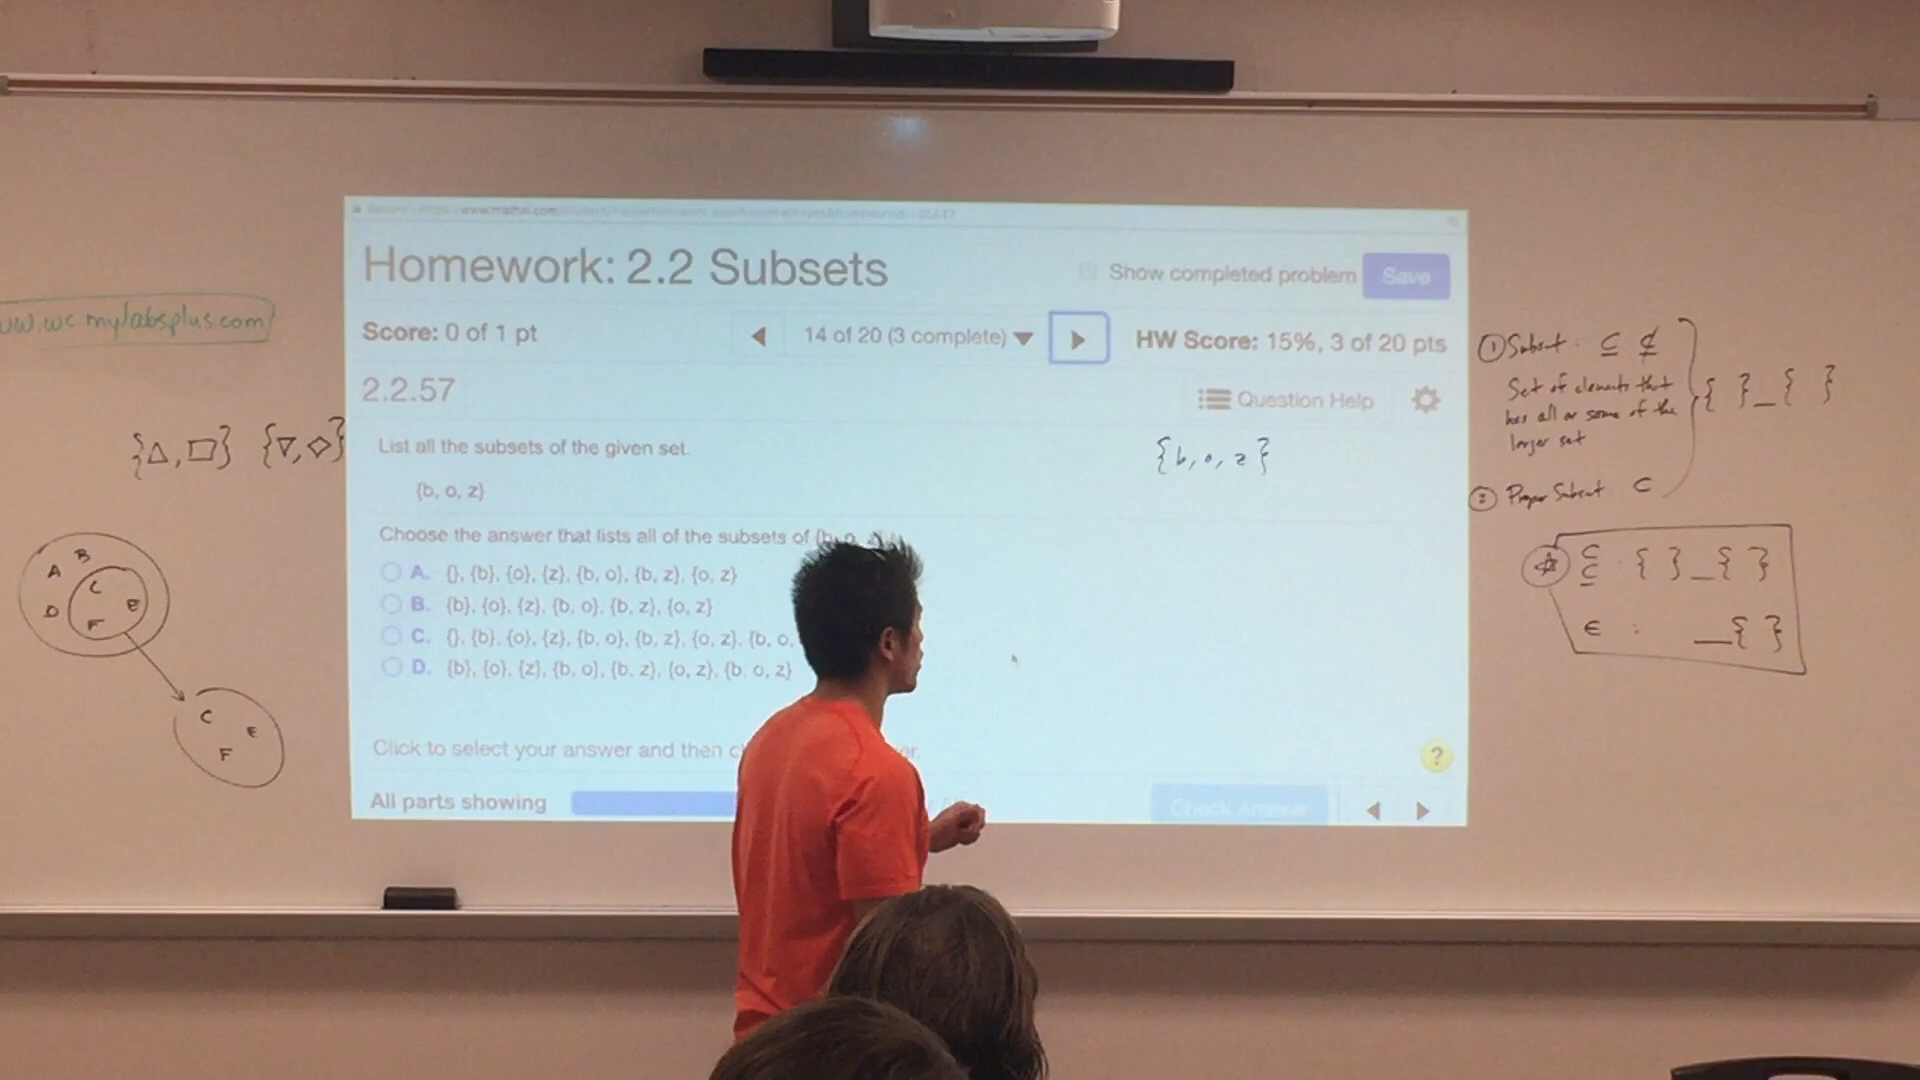 www.mathxl.com
Homework: 2.2 Subsets
Show completed problem
Save
Score: 0 of 1 pt
14 of 20 (3 complete)
HW Score: 15%, 3 of 20 pts
2.2.57
Question Help
List all the subsets of the given set.
{b, o, z}
{b, o, z}
Choose the answer that lists all of the subsets of {b, o, z}
A. {}, {b}, {o}, {z}, {b, o}, {b, z}, {o, z}
B. {b}, {o}, {z}, {b, o}, {b, z}, {o, z}
C. {}, {b}, {o}, {z}, {b, o}, {b, z}, {o, z}, {b, o,
D. {b}, {o}, {z}, {b, o}, {b, z}, {o, z}, {b, o, z}
Click to select your answer and then
?
All parts showing
Check Answer
.wc.mylabsplus.com
{△, □} {▽, ◇}
A B
C
D E
F
C E
F
① Subset : ⊆ ⊄
Set of elements that
has all or some of the
larger set
{ } _ { }
② Proper Subset ⊂
⊂
⊆ : { } _ { }
∈ : _ { }